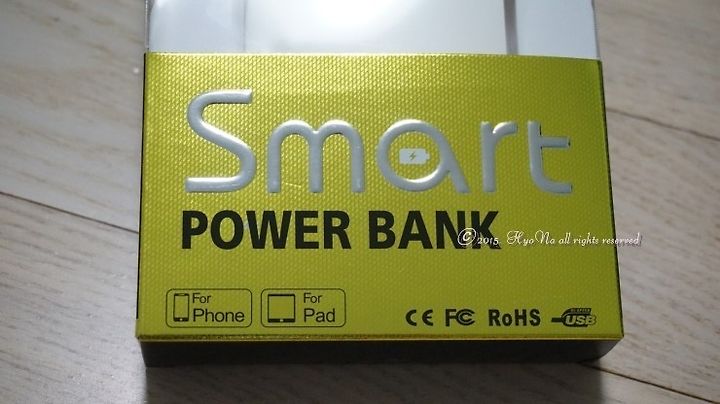 Smart
POWER BANK
© 2015. HyoNa all rights reserved
For Phone
For Pad
CE FC RoHS USB